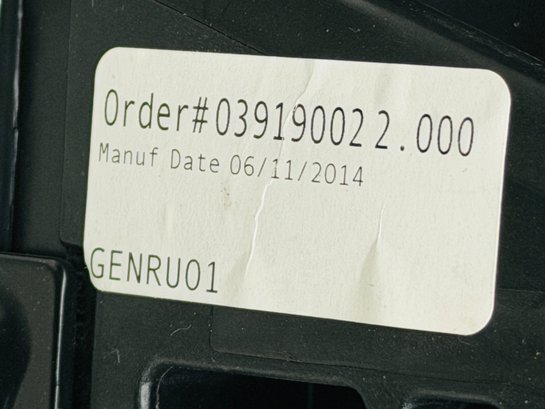 Order# 03919002 2.000
Manuf Date 06/11/2014
GENRU01